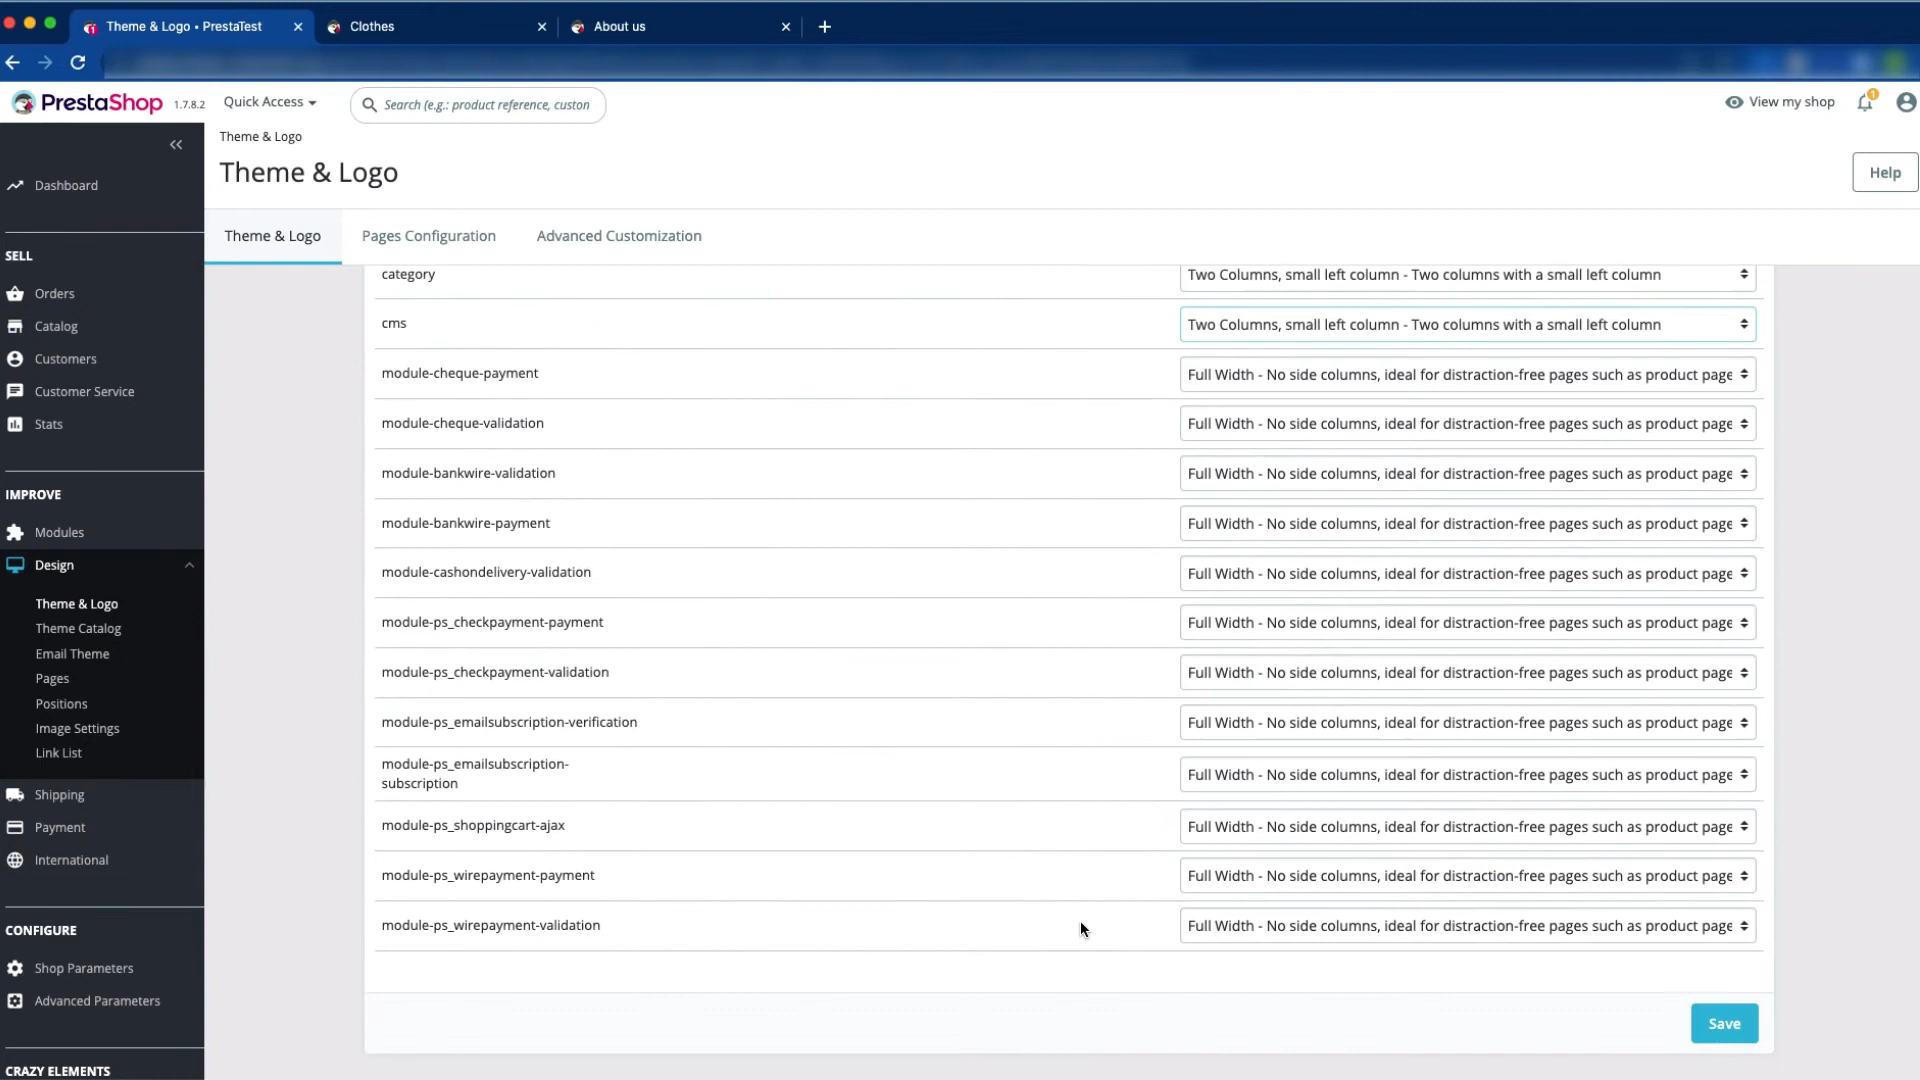 Theme & Logo • PrestaTest
Clothes
About us
PrestaShop 1.7.8.2
Quick Access
Search (e.g.: product reference, custon
View my shop
1
Theme & Logo
Theme & Logo
Help
Theme & Logo
Pages Configuration
Advanced Customization
Dashboard
SELL
Orders
Catalog
Customers
Customer Service
Stats
IMPROVE
Modules
Design
Theme & Logo
Theme Catalog
Email Theme
Pages
Positions
Image Settings
Link List
Shipping
Payment
International
CONFIGURE
Shop Parameters
Advanced Parameters
CRAZY ELEMENTS
category
Two Columns, small left column - Two columns with a small left column
cms
Two Columns, small left column - Two columns with a small left column
module-cheque-payment
Full Width - No side columns, ideal for distraction-free pages such as product page
module-cheque-validation
Full Width - No side columns, ideal for distraction-free pages such as product page
module-bankwire-validation
Full Width - No side columns, ideal for distraction-free pages such as product page
module-bankwire-payment
Full Width - No side columns, ideal for distraction-free pages such as product page
module-cashondelivery-validation
Full Width - No side columns, ideal for distraction-free pages such as product page
module-ps_checkpayment-payment
Full Width - No side columns, ideal for distraction-free pages such as product page
module-ps_checkpayment-validation
Full Width - No side columns, ideal for distraction-free pages such as product page
module-ps_emailsubscription-verification
Full Width - No side columns, ideal for distraction-free pages such as product page
module-ps_emailsubscription-
subscription
Full Width - No side columns, ideal for distraction-free pages such as product page
module-ps_shoppingcart-ajax
Full Width - No side columns, ideal for distraction-free pages such as product page
module-ps_wirepayment-payment
Full Width - No side columns, ideal for distraction-free pages such as product page
module-ps_wirepayment-validation
Full Width - No side columns, ideal for distraction-free pages such as product page
Save